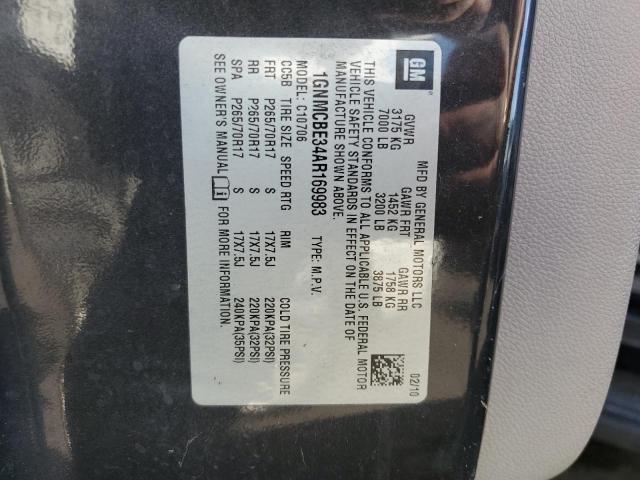 GM
MFD BY GENERAL MOTORS LLC 02/10
GVWR GAWR FRT GAWR RR
3175 KG 1452 KG 1758 KG
7000 LB 3200 LB 3875 LB
THIS VEHICLE CONFORMS TO ALL APPLICABLE U.S. FEDERAL MOTOR
VEHICLE SAFETY STANDARDS IN EFFECT ON THE DATE OF
MANUFACTURE SHOWN ABOVE.
1GNMCBE34AR169983 TYPE: M.P.V.
MODEL: C10706
CC5B TIRE SIZE SPEED RTG RIM COLD TIRE PRESSURE
FRT P265/70R17 S 17X7.5J 220KPA(32PSI)
RR P265/70R17 S 17X7.5J 220KPA(32PSI)
SPA P265/70R17 S 17X7.5J 240KPA(35PSI)
SEE OWNER'S MANUAL i FOR MORE INFORMATION.